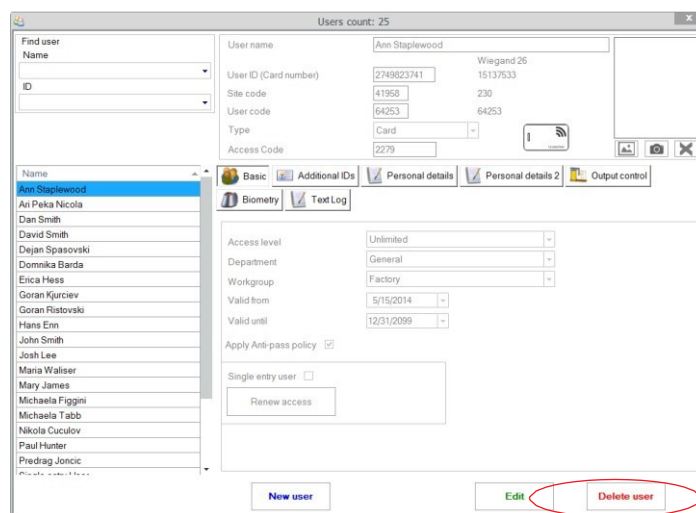 Users count: 25
x
Find user
Name
ID
User name
Ann Staplewood
Wiegand 26
User ID (Card number)
2749823741
15137533
Site code
41958
230
User code
64253
64253
Type
Card
Access Code
2279
Name
Ann Staplewood
Ari Peka Nicola
Dan Smith
David Smith
Dejan Spasovski
Domnika Barda
Erica Hess
Goran Kjurciev
Goran Ristovski
Hans Enn
John Smith
Josh Lee
Maria Waliser
Mary James
Michaela Figgini
Michaela Tabb
Nikola Cuculov
Paul Hunter
Predrag Joncic
Basic
Additional IDs
Personal details
Personal details 2
Output control
Biometry
Text Log
Access level
Unlimited
Department
General
Workgroup
Factory
Valid from
5/15/2014
Valid until
12/31/2099
Apply Anti-pass policy
Single entry user
Renew access
New user
Edit
Delete user